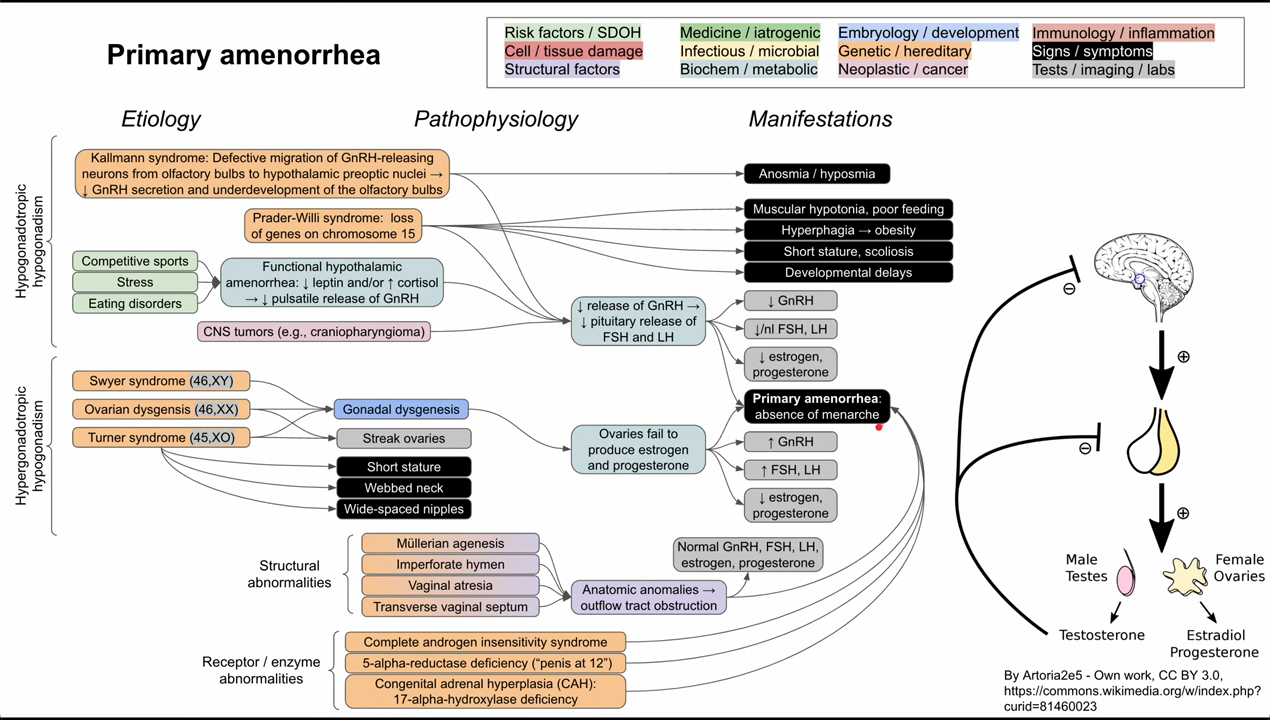 Primary amenorrhea
Risk factors / SDOH
Cell / tissue damage
Structural factors
Medicine / iatrogenic
Infectious / microbial
Biochem / metabolic
Embryology / development
Genetic / hereditary
Neoplastic / cancer
Immunology / inflammation
Signs / symptoms
Tests / imaging / labs
Etiology
Pathophysiology
Manifestations
Hypogonadotropic
hypogonadism
Kallmann syndrome: Defective migration of GnRH-releasing
neurons from olfactory bulbs to hypothalamic preoptic nuclei →
↓ GnRH secretion and underdevelopment of the olfactory bulbs
Prader-Willi syndrome: loss
of genes on chromosome 15
Competitive sports
Stress
Eating disorders
Functional hypothalamic
amenorrhea: ↓ leptin and/or ↑ cortisol
→ ↓ pulsatile release of GnRH
CNS tumors (e.g., craniopharyngioma)
↓ release of GnRH →
↓ pituitary release of
FSH and LH
Anosmia / hyposmia
Muscular hypotonia, poor feeding
Hyperphagia → obesity
Short stature, scoliosis
Developmental delays
↓ GnRH
↓/nl FSH, LH
↓ estrogen,
progesterone
Primary amenorrhea:
absence of menarche
Hypergonadotropic
hypogonadism
Swyer syndrome (46,XY)
Ovarian dysgensis (46,XX)
Turner syndrome (45,XO)
Gonadal dysgenesis
Streak ovaries
Short stature
Webbed neck
Wide-spaced nipples
Ovaries fail to
produce estrogen
and progesterone
↑ GnRH
↑ FSH, LH
↓ estrogen,
progesterone
Structural
abnormalities
Müllerian agenesis
Imperforate hymen
Vaginal atresia
Transverse vaginal septum
Anatomic anomalies →
outflow tract obstruction
Normal GnRH, FSH, LH,
estrogen, progesterone
Receptor / enzyme
abnormalities
Complete androgen insensitivity syndrome
5-alpha-reductase deficiency (“penis at 12”)
Congenital adrenal hyperplasia (CAH):
17-alpha-hydroxylase deficiency
⊖
⊕
⊖
⊕
Male
Testes
Female
Ovaries
Testosterone
Estradiol
Progesterone
By Artoria2e5 - Own work, CC BY 3.0,
https://commons.wikimedia.org/w/index.php?
curid=81460023